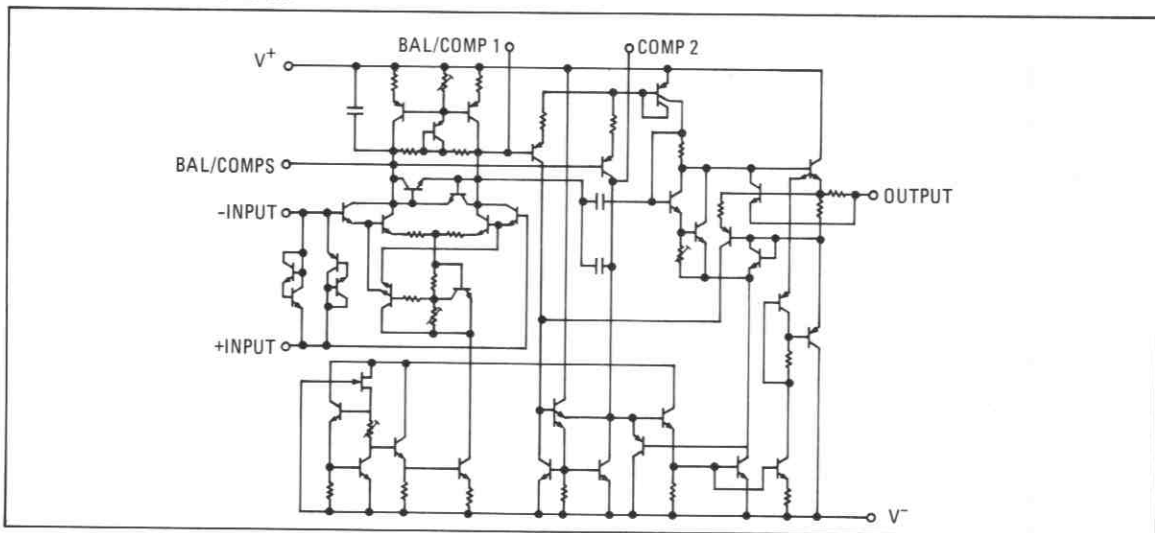 BAL/COMP 1
COMP 2
V+
BAL/COMPS
-INPUT
OUTPUT
+INPUT
V-